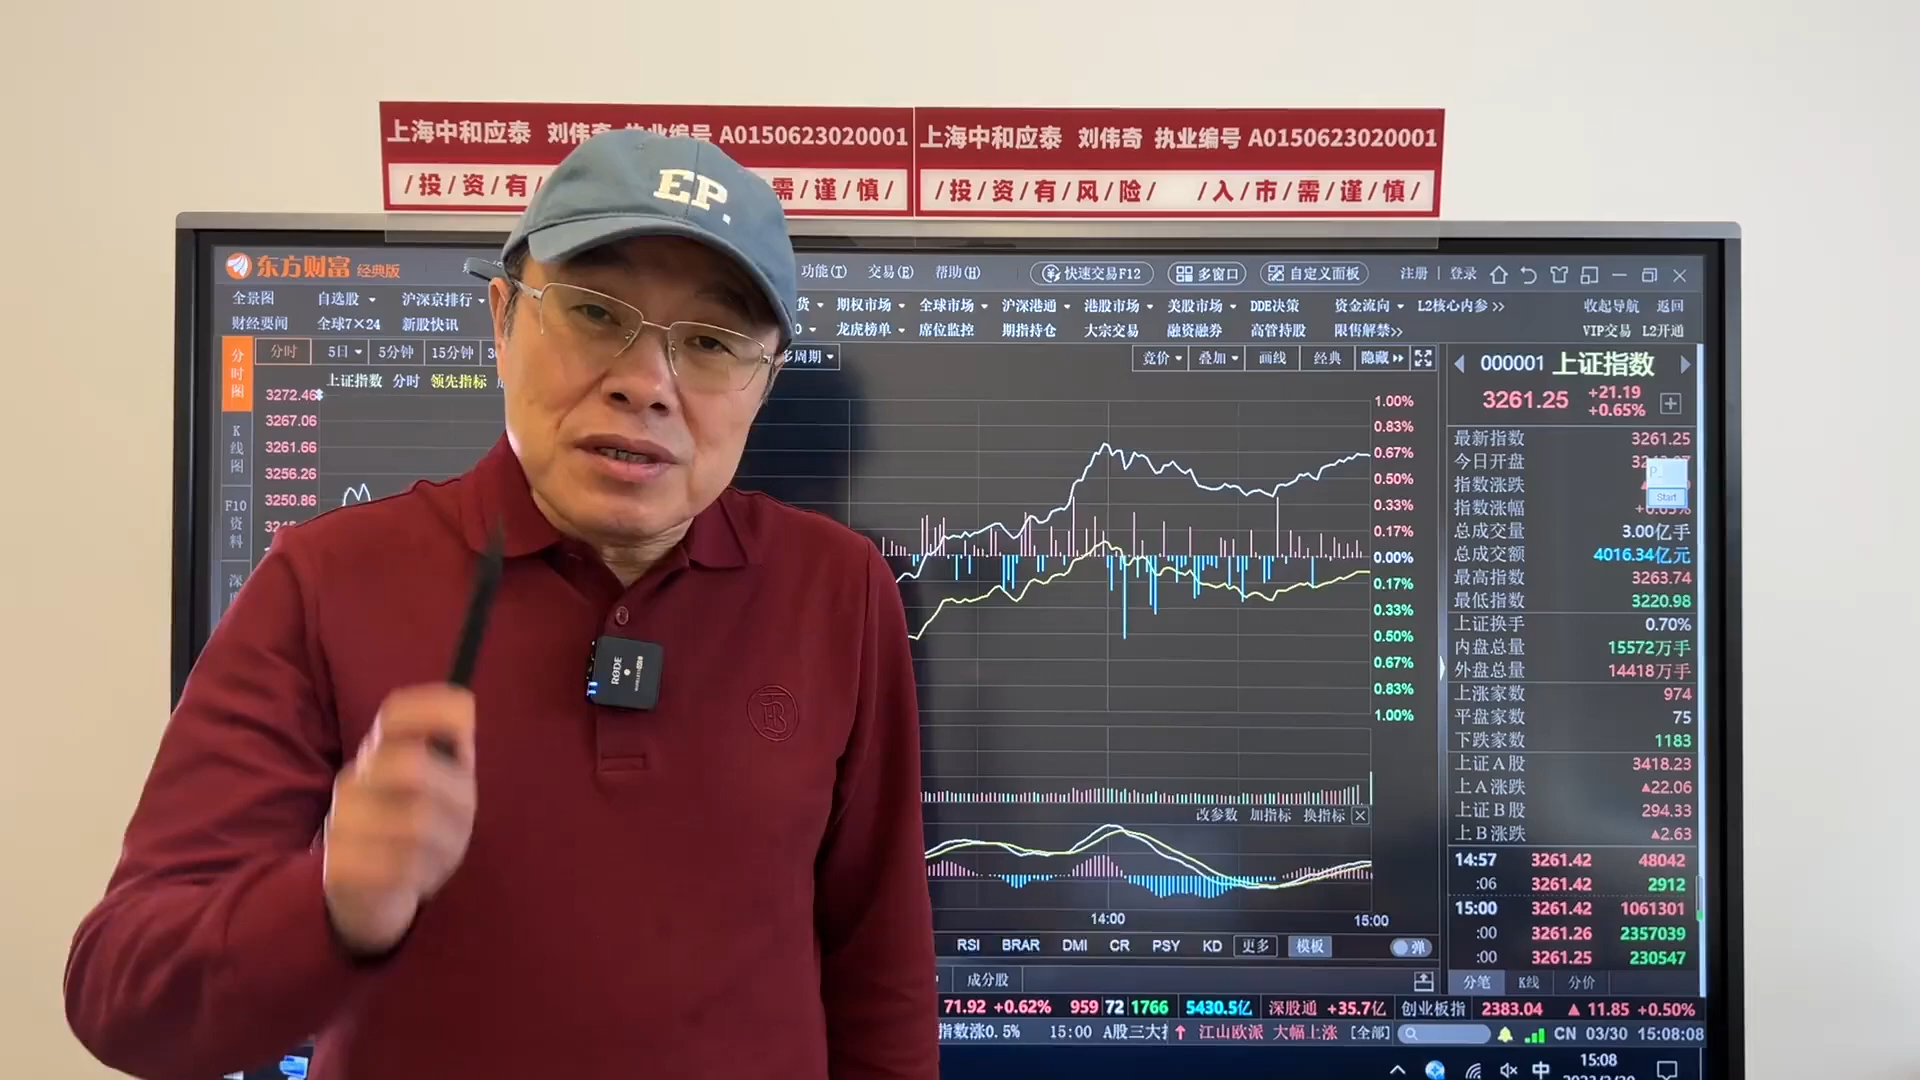 上海中和应泰 刘伟奇 执业编号 A0150623020001
/投/资/有/ 需/谨/慎/
上海中和应泰 刘伟奇 执业编号 A0150623020001
/投/资/有/风/险/ /入/市/需/谨/慎/
EP.
RØDE
东方财富 经典版
功能(T) 交易(E) 帮助(H)
快速交易F12 多窗口 自定义面板
注册 登录
全景图 自选股 沪深京排行
期权市场 全球市场 沪深港通 港股市场 美股市场 DDE决策 资金流向 L2核心内参 >>
收起导航 返回
财经要闻 全球7×24 新股快讯
龙虎榜单 席位监控 期指持仓 大宗交易 融资融券 高管持股 限售解禁>>
VIP交易 L2开通
分时图
K线图
F10资料
分时 5日 5分钟 15分钟
多周期
竞价 叠加 画线 经典 隐藏
上证指数 分时 领先指标
3272.46
3267.06
3261.66
3256.26
3250.86
1.00%
0.83%
0.67%
0.50%
0.33%
0.17%
0.00%
0.17%
0.33%
0.50%
0.67%
0.83%
1.00%
改参数 加指标 换指标
14:00 15:00
RSI BRAR DMI CR PSY KD 更多 模板 弹
成分股
000001 上证指数
3261.25 +21.19
+0.65%
最新指数 3261.25
今日开盘
指数涨跌
指数涨幅
Start
总成交量 3.00亿手
总成交额 4016.34亿元
最高指数 3263.74
最低指数 3220.98
上证换手 0.70%
内盘总量 15572万手
外盘总量 14418万手
上涨家数 974
平盘家数 75
下跌家数 1183
上证A股 3418.23
上A涨跌 ▲22.06
上证B股 294.33
上B涨跌 ▲2.63
14:57 3261.42 48042
:06 3261.42 2912
15:00 3261.42 1061301
:00 3261.26 2357039
:00 3261.25 230547
分笔 K线 分价
71.92 +0.62% 959 72 1766 5430.5亿 深股通 +35.7亿 创业板指 2383.04 ▲ 11.85 +0.50%
指数涨0.5% 15:00 A股三大 江山欧派 大幅上涨 [全部] CN 03/30 15:08:08
中 15:08